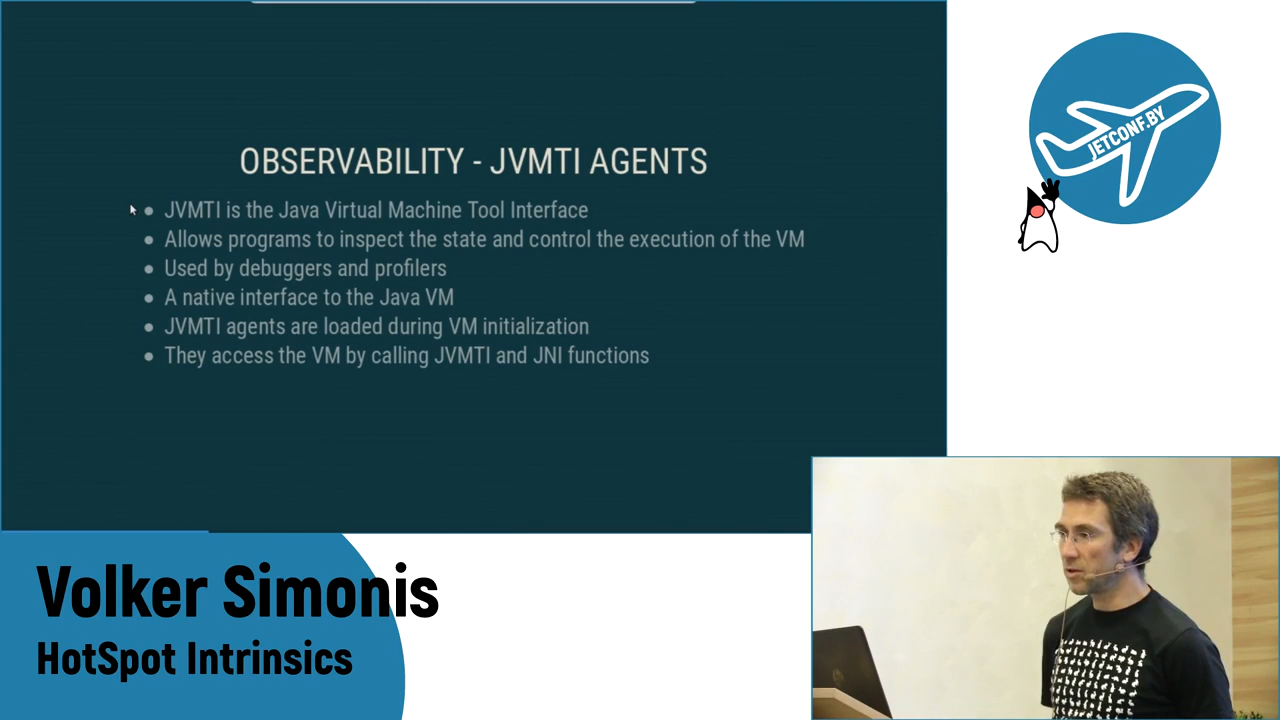 OBSERVABILITY - JVMTI AGENTS
JVMTI is the Java Virtual Machine Tool Interface
Allows programs to inspect the state and control the execution of the VM
Used by debuggers and profilers
A native interface to the Java VM
JVMTI agents are loaded during VM initialization
They access the VM by calling JVMTI and JNI functions
JETCONF.BY
Volker Simonis
HotSpot Intrinsics